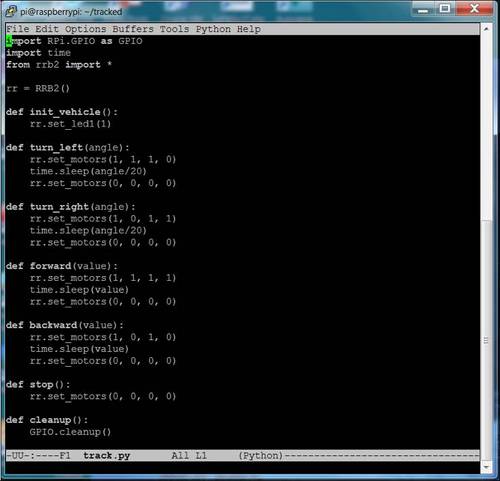 pi@raspberrypi: ~/tracked
File Edit Options Buffers Tools Python Help
import RPi.GPIO as GPIO
import time
from rrb2 import *

rr = RRB2()

def init_vehicle():
    rr.set_led1(1)

def turn_left(angle):
    rr.set_motors(1, 1, 1, 0)
    time.sleep(angle/20)
    rr.set_motors(0, 0, 0, 0)

def turn_right(angle):
    rr.set_motors(1, 0, 1, 1)
    time.sleep(angle/20)
    rr.set_motors(0, 0, 0, 0)

def forward(value):
    rr.set_motors(1, 1, 1, 1)
    time.sleep(value)
    rr.set_motors(0, 0, 0, 0)

def backward(value):
    rr.set_motors(1, 0, 1, 0)
    time.sleep(value)
    rr.set_motors(0, 0, 0, 0)

def stop():
    rr.set_motors(0, 0, 0, 0)

def cleanup():
    GPIO.cleanup()
-UU-:----F1  track.py       All L1     (Python)---------------------------------